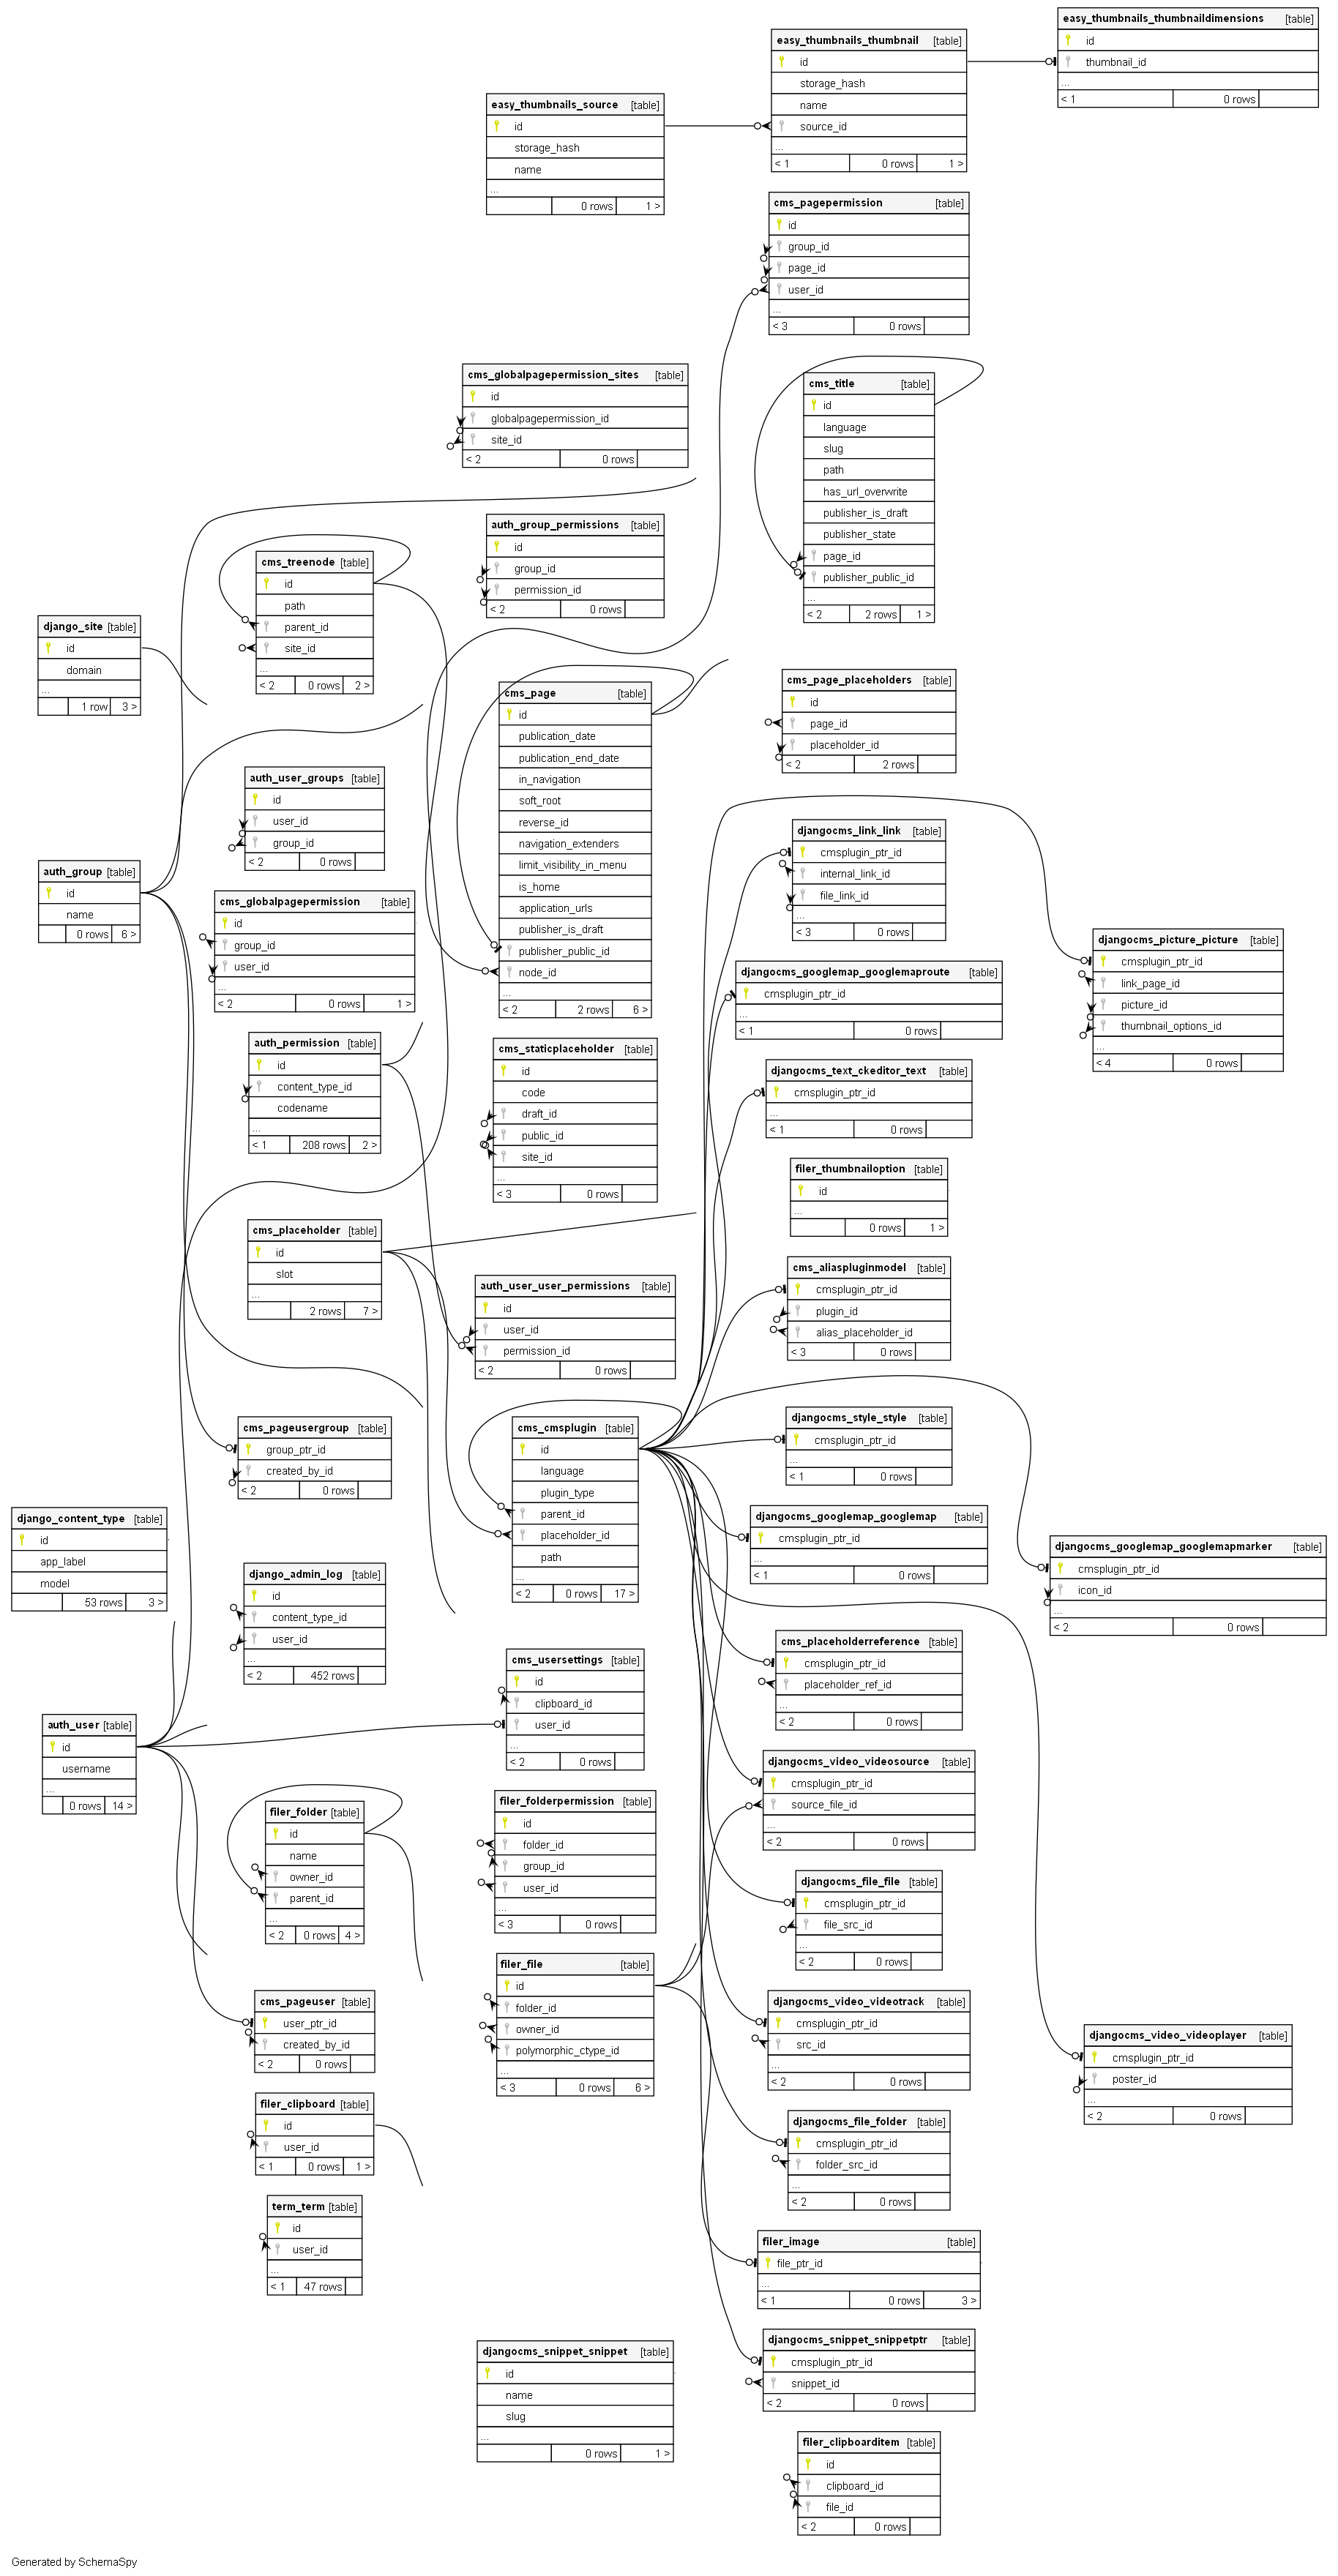 easy_thumbnails_thumbnaildimensions [table]
id
thumbnail_id
...
< 1 0 rows
easy_thumbnails_thumbnail [table]
id
storage_hash
name
source_id
...
< 1 0 rows 1 >
easy_thumbnails_source [table]
id
storage_hash
name
...
0 rows 1 >
cms_pagepermission [table]
id
group_id
page_id
user_id
...
< 3 0 rows
cms_globalpagepermission_sites [table]
id
globalpagepermission_id
site_id
< 2 0 rows
cms_title [table]
id
language
slug
path
has_url_overwrite
publisher_is_draft
publisher_state
page_id
publisher_public_id
...
< 2 2 rows 1 >
auth_group_permissions [table]
id
group_id
permission_id
< 2 0 rows
cms_treenode [table]
id
path
parent_id
site_id
...
< 2 0 rows 2 >
django_site [table]
id
domain
...
1 row 3 >
cms_page [table]
id
publication_date
publication_end_date
in_navigation
soft_root
reverse_id
navigation_extenders
limit_visibility_in_menu
is_home
application_urls
publisher_is_draft
publisher_public_id
node_id
...
< 2 2 rows 6 >
cms_page_placeholders [table]
id
page_id
placeholder_id
< 2 2 rows
auth_user_groups [table]
id
user_id
group_id
< 2 0 rows
auth_group [table]
id
name
0 rows 6 >
djangocms_link_link [table]
cmsplugin_ptr_id
internal_link_id
file_link_id
...
< 3 0 rows
cms_globalpagepermission [table]
id
group_id
user_id
...
< 2 0 rows 1 >
djangocms_picture_picture [table]
cmsplugin_ptr_id
link_page_id
picture_id
thumbnail_options_id
...
< 4 0 rows
djangocms_googlemap_googlemaproute [table]
cmsplugin_ptr_id
...
< 1 0 rows
auth_permission [table]
id
content_type_id
codename
...
< 1 208 rows 2 >
cms_staticplaceholder [table]
id
code
draft_id
public_id
site_id
...
< 3 0 rows
djangocms_text_ckeditor_text [table]
cmsplugin_ptr_id
...
< 1 0 rows
filer_thumbnailoption [table]
id
...
0 rows 1 >
cms_placeholder [table]
id
slot
...
2 rows 7 >
cms_aliaspluginmodel [table]
cmsplugin_ptr_id
plugin_id
alias_placeholder_id
< 3 0 rows
auth_user_user_permissions [table]
id
user_id
permission_id
< 2 0 rows
cms_pageusergroup [table]
group_ptr_id
created_by_id
< 2 0 rows
cms_cmsplugin [table]
id
language
plugin_type
parent_id
placeholder_id
path
...
< 2 0 rows 17 >
djangocms_style_style [table]
cmsplugin_ptr_id
...
< 1 0 rows
django_content_type [table]
id
app_label
model
53 rows 3 >
djangocms_googlemap_googlemap [table]
cmsplugin_ptr_id
...
< 1 0 rows
djangocms_googlemap_googlemapmarker [table]
cmsplugin_ptr_id
icon_id
...
< 2 0 rows
django_admin_log [table]
id
content_type_id
user_id
...
< 2 452 rows
cms_placeholderreference [table]
cmsplugin_ptr_id
placeholder_ref_id
...
< 2 0 rows
cms_usersettings [table]
id
clipboard_id
user_id
...
< 2 0 rows
auth_user [table]
id
username
...
0 rows 14 >
djangocms_video_videosource [table]
cmsplugin_ptr_id
source_file_id
...
< 2 0 rows
filer_folder [table]
id
name
owner_id
parent_id
...
< 2 0 rows 4 >
filer_folderpermission [table]
id
folder_id
group_id
user_id
...
< 3 0 rows
djangocms_file_file [table]
cmsplugin_ptr_id
file_src_id
...
< 2 0 rows
filer_file [table]
id
folder_id
owner_id
polymorphic_ctype_id
...
< 3 0 rows 6 >
cms_pageuser [table]
user_ptr_id
created_by_id
< 2 0 rows
djangocms_video_videotrack [table]
cmsplugin_ptr_id
src_id
...
< 2 0 rows
djangocms_video_videoplayer [table]
cmsplugin_ptr_id
poster_id
...
< 2 0 rows
filer_clipboard [table]
id
user_id
< 1 0 rows 1 >
djangocms_file_folder [table]
cmsplugin_ptr_id
folder_src_id
...
< 2 0 rows
term_term [table]
id
user_id
...
< 1 47 rows
filer_image [table]
file_ptr_id
...
< 1 0 rows 3 >
djangocms_snippet_snippet [table]
id
name
slug
...
0 rows 1 >
djangocms_snippet_snippetptr [table]
cmsplugin_ptr_id
snippet_id
< 2 0 rows
filer_clipboarditem [table]
id
clipboard_id
file_id
< 2 0 rows
Generated by SchemaSpy